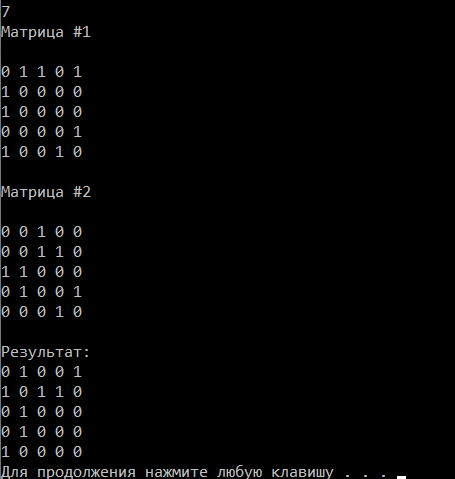 7
Матрица #1
0 1 1 0 1
1 0 0 0 0
1 0 0 0 0
0 0 0 0 1
1 0 0 1 0
Матрица #2
0 0 1 0 0
0 0 1 1 0
1 1 0 0 0
0 1 0 0 1
0 0 0 1 0
Результат:
0 1 0 0 1
1 0 1 1 0
0 1 0 0 0
0 1 0 0 0
1 0 0 0 0
Для продолжения нажмите любую клавишу . . .